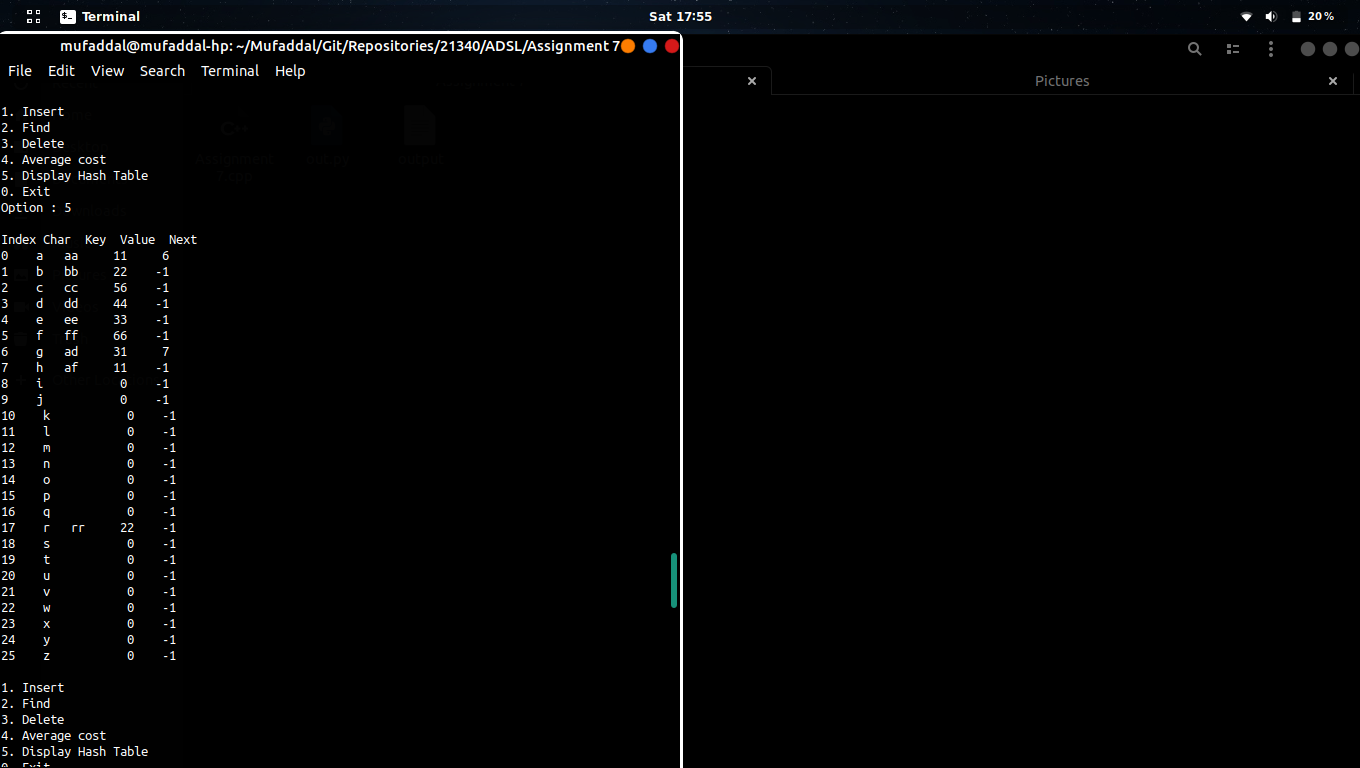 Terminal
Sat 17:55
20 %
mufaddal@mufaddal-hp: ~/Mufaddal/Git/Repositories/21340/ADSL/Assignment 7
File Edit View Search Terminal Help
Pictures
1. Insert
2. Find
3. Delete
4. Average cost
5. Display Hash Table
0. Exit
Option : 5
Index Char Key Value Next
0 a aa 11 6
1 b bb 22 -1
2 c cc 56 -1
3 d dd 44 -1
4 e ee 33 -1
5 f ff 66 -1
6 g ad 31 7
7 h af 11 -1
8 i 0 -1
9 j 0 -1
10 k 0 -1
11 l 0 -1
12 m 0 -1
13 n 0 -1
14 o 0 -1
15 p 0 -1
16 q 0 -1
17 r rr 22 -1
18 s 0 -1
19 t 0 -1
20 u 0 -1
21 v 0 -1
22 w 0 -1
23 x 0 -1
24 y 0 -1
25 z 0 -1
1. Insert
2. Find
3. Delete
4. Average cost
5. Display Hash Table
0. Exit